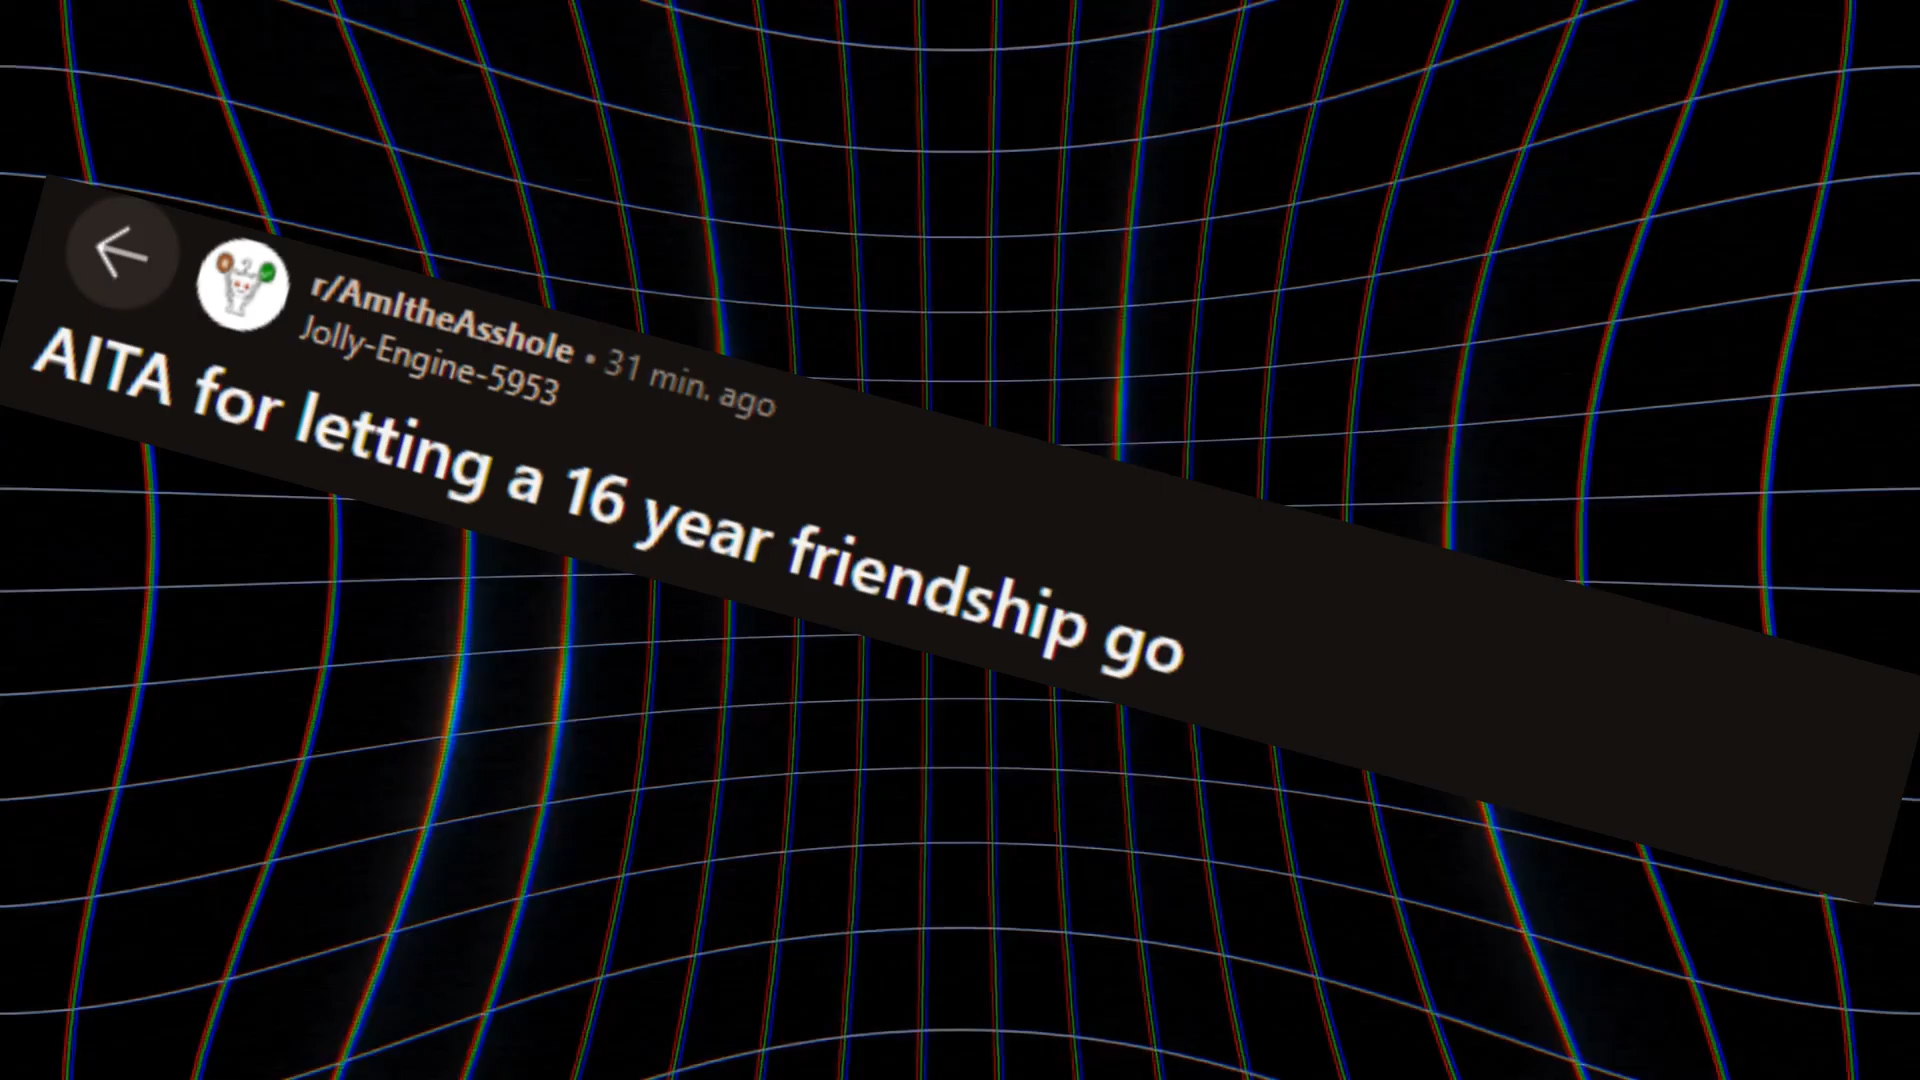 r/AmItheAsshole • 31 min. ago
Jolly-Engine-5953
AITA for letting a 16 year friendship go